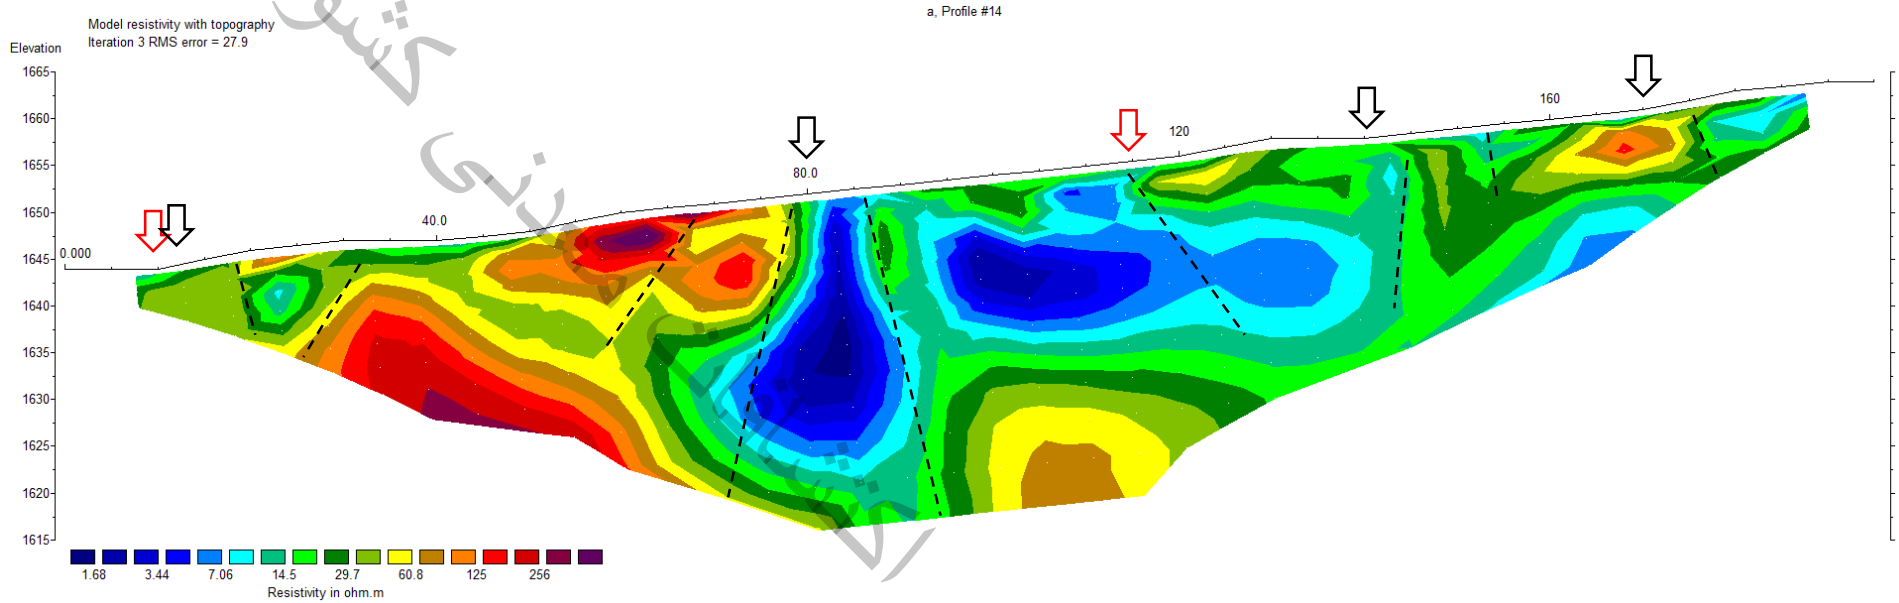 a, Profile #14
Model resistivity with topography
Iteration 3 RMS error = 27.9
Elevation
1665
1660
1655
1650
1645
1640
1635
1630
1625
1620
1615
0.000
40.0
80.0
120
160
1.68 3.44 7.06 14.5 29.7 60.8 125 256
Resistivity in ohm.m